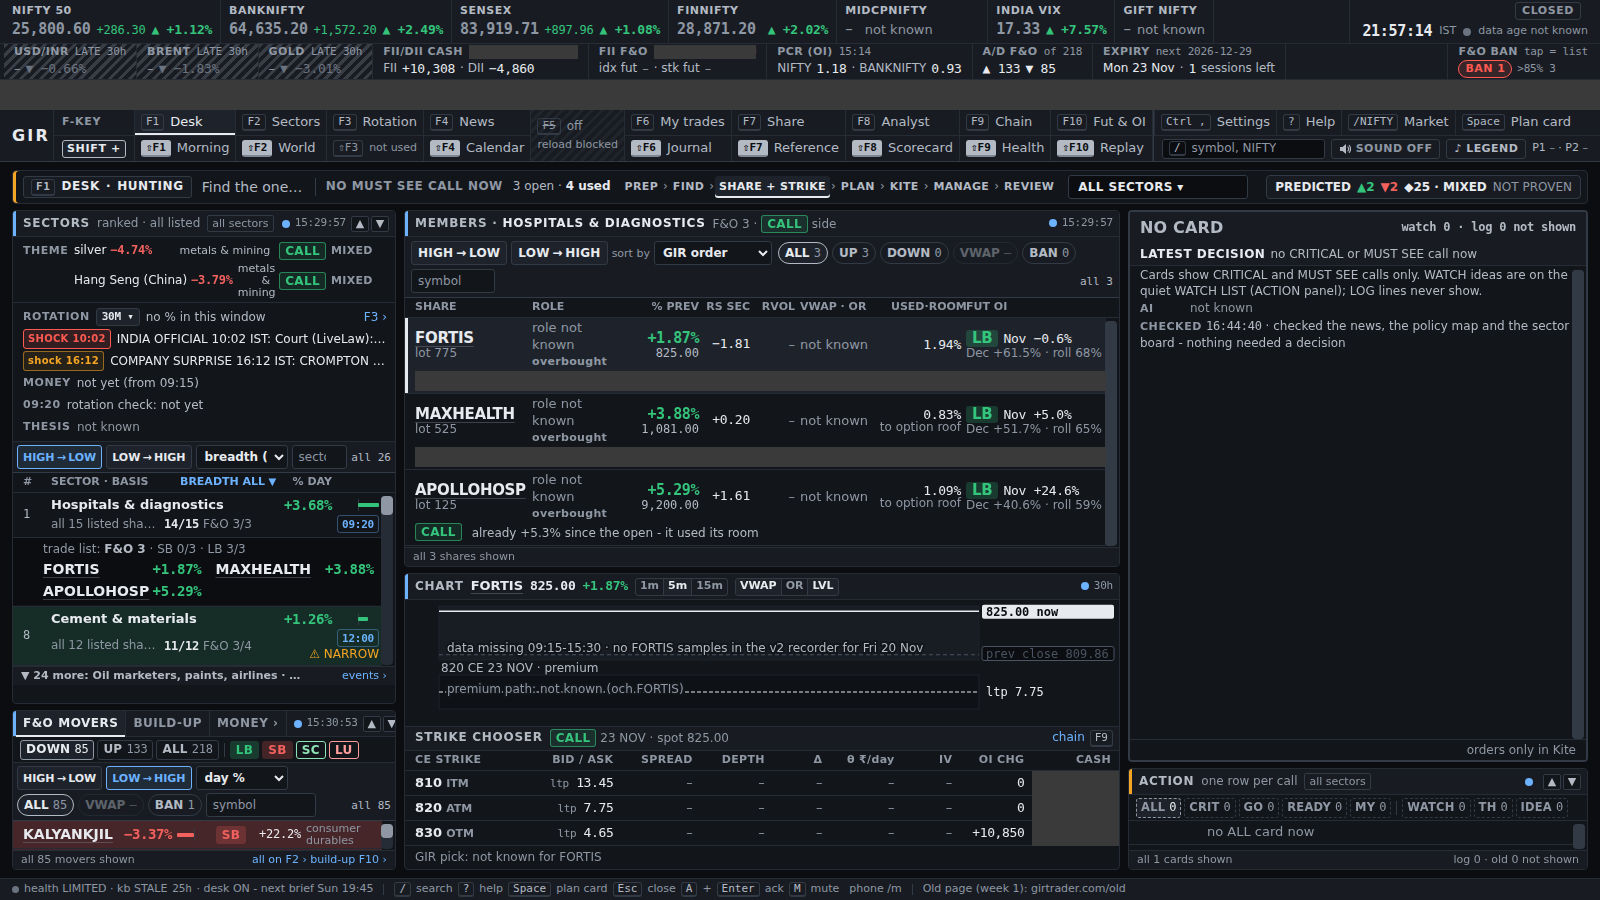 NIFTY 50 BANKNIFTY SENSEX FINNIFTY MIDCPNIFTY INDIA VIX GIFT NIFTY CLOSED
25,800.60 +286.30 ▲ +1.12% 64,635.20 +1,572.20 ▲ +2.49% 83,919.71 +897.96 ▲ +1.08% 28,871.20 ▲ +2.02% – not known 17.33 ▲ +7.57% – not known 21:57:14 IST data age not known
USD/INR LATE 30h BRENT LATE 30h GOLD LATE 30h FII/DII CASH FII F&O PCR (OI) 15:14 A/D F&O of 218 EXPIRY next 2026-12-29 F&O BAN tap = list
– ▼ −0.66% – ▼ −1.83% – ▼ −3.01% FII +10,308 · DII −4,860 idx fut – · stk fut – NIFTY 1.18 · BANKNIFTY 0.93 ▲ 133 ▼ 85 Mon 23 Nov · 1 sessions left BAN 1 >85% 3
GIR F-KEY F1 Desk F2 Sectors F3 Rotation F4 News F5 off F6 My trades F7 Share F8 Analyst F9 Chain F10 Fut & OI Ctrl , Settings ? Help /NIFTY Market Space Plan card
SHIFT + ⇧F1 Morning ⇧F2 World ⇧F3 not used ⇧F4 Calendar reload blocked ⇧F6 Journal ⇧F7 Reference ⇧F8 Scorecard ⇧F9 Health ⇧F10 Replay / symbol, NIFTY SOUND OFF ♪ LEGEND P1 – · P2 –
F1 DESK · HUNTING Find the one… NO MUST SEE CALL NOW 3 open · 4 used PREP › FIND › SHARE + STRIKE › PLAN › KITE › MANAGE › REVIEW ALL SECTORS ▾ PREDICTED ▲2 ▼2 ◆25 · MIXED NOT PROVEN
SECTORS ranked · all listed all sectors 15:29:57 ▲ ▼
THEME silver −4.74% metals & mining CALL MIXED
Hang Seng (China) −3.79% metals & mining CALL MIXED
ROTATION 30M ▾ no % in this window F3 ›
SHOCK 10:02 INDIA OFFICIAL 10:02 IST: Court (LiveLaw):…
shock 16:12 COMPANY SURPRISE 16:12 IST: CROMPTON …
MONEY not yet (from 09:15)
09:20 rotation check: not yet
THESIS not known
HIGH→LOW LOW→HIGH breadth ( secto all 26
# SECTOR · BASIS BREADTH ALL ▼ % DAY
1 Hospitals & diagnostics +3.68%
all 15 listed sha… 14/15 F&O 3/3 09:20
trade list: F&O 3 · SB 0/3 · LB 3/3
FORTIS +1.87% MAXHEALTH +3.88%
APOLLOHOSP +5.29%
8 Cement & materials +1.26%
all 12 listed sha… 11/12 F&O 3/4 12:00
⚠ NARROW
▼ 24 more: Oil marketers, paints, airlines · … events ›
F&O MOVERS BUILD-UP MONEY › 15:30:53 ▲ ▼
DOWN 85 UP 133 ALL 218 LB SB SC LU
HIGH→LOW LOW→HIGH day %
ALL 85 VWAP – BAN 1 symbol all 85
KALYANKJIL −3.37% SB +22.2% consumer durables
all 85 movers shown all on F2 › build-up F10 ›
MEMBERS · HOSPITALS & DIAGNOSTICS F&O 3 · CALL side 15:29:57
HIGH→LOW LOW→HIGH sort by GIR order ALL 3 UP 3 DOWN 0 VWAP – BAN 0
symbol all 3
SHARE ROLE % PREV RS SEC RVOL VWAP · OR USED·ROOM FUT OI
FORTIS role not known +1.87% −1.81 – not known 1.94% LB Nov −0.6%
lot 775 overbought 825.00 Dec +61.5% · roll 68%
MAXHEALTH role not known +3.88% +0.20 – not known 0.83% LB Nov +5.0%
lot 525 overbought 1,081.00 to option roof Dec +51.7% · roll 65%
APOLLOHOSP role not known +5.29% +1.61 – not known 1.09% LB Nov +24.6%
lot 125 overbought 9,200.00 to option roof Dec +40.6% · roll 59%
CALL already +5.3% since the open - it used its room
all 3 shares shown
CHART FORTIS 825.00 +1.87% 1m 5m 15m VWAP OR LVL 30h
825.00 now
data missing 09:15-15:30 · no FORTIS samples in the v2 recorder for Fri 20 Nov prev close 809.86
820 CE 23 NOV · premium
premium path: not known (och FORTIS) ltp 7.75
STRIKE CHOOSER CALL 23 NOV · spot 825.00 chain F9
CE STRIKE BID / ASK SPREAD DEPTH Δ θ ₹/day IV OI CHG CASH
810 ITM ltp 13.45 – – – – – 0
820 ATM ltp 7.75 – – – – – 0
830 OTM ltp 4.65 – – – – – +10,850
GIR pick: not known for FORTIS
NO CARD watch 0 · log 0 not shown
LATEST DECISION no CRITICAL or MUST SEE call now
Cards show CRITICAL and MUST SEE calls only. WATCH ideas are on the quiet WATCH LIST (ACTION panel); LOG lines never show.
AI not known
CHECKED 16:44:40 · checked the news, the policy map and the sector board - nothing needed a decision
orders only in Kite
ACTION one row per call all sectors ▲ ▼
ALL 0 CRIT 0 GO 0 READY 0 MY 0 WATCH 0 TH 0 IDEA 0
no ALL card now
all 1 cards shown log 0 · old 0 not shown
health LIMITED · kb STALE 25h · desk ON - next brief Sun 19:45 / search ? help Space plan card Esc close A + Enter ack M mute phone /m Old page (week 1): girtrader.com/old